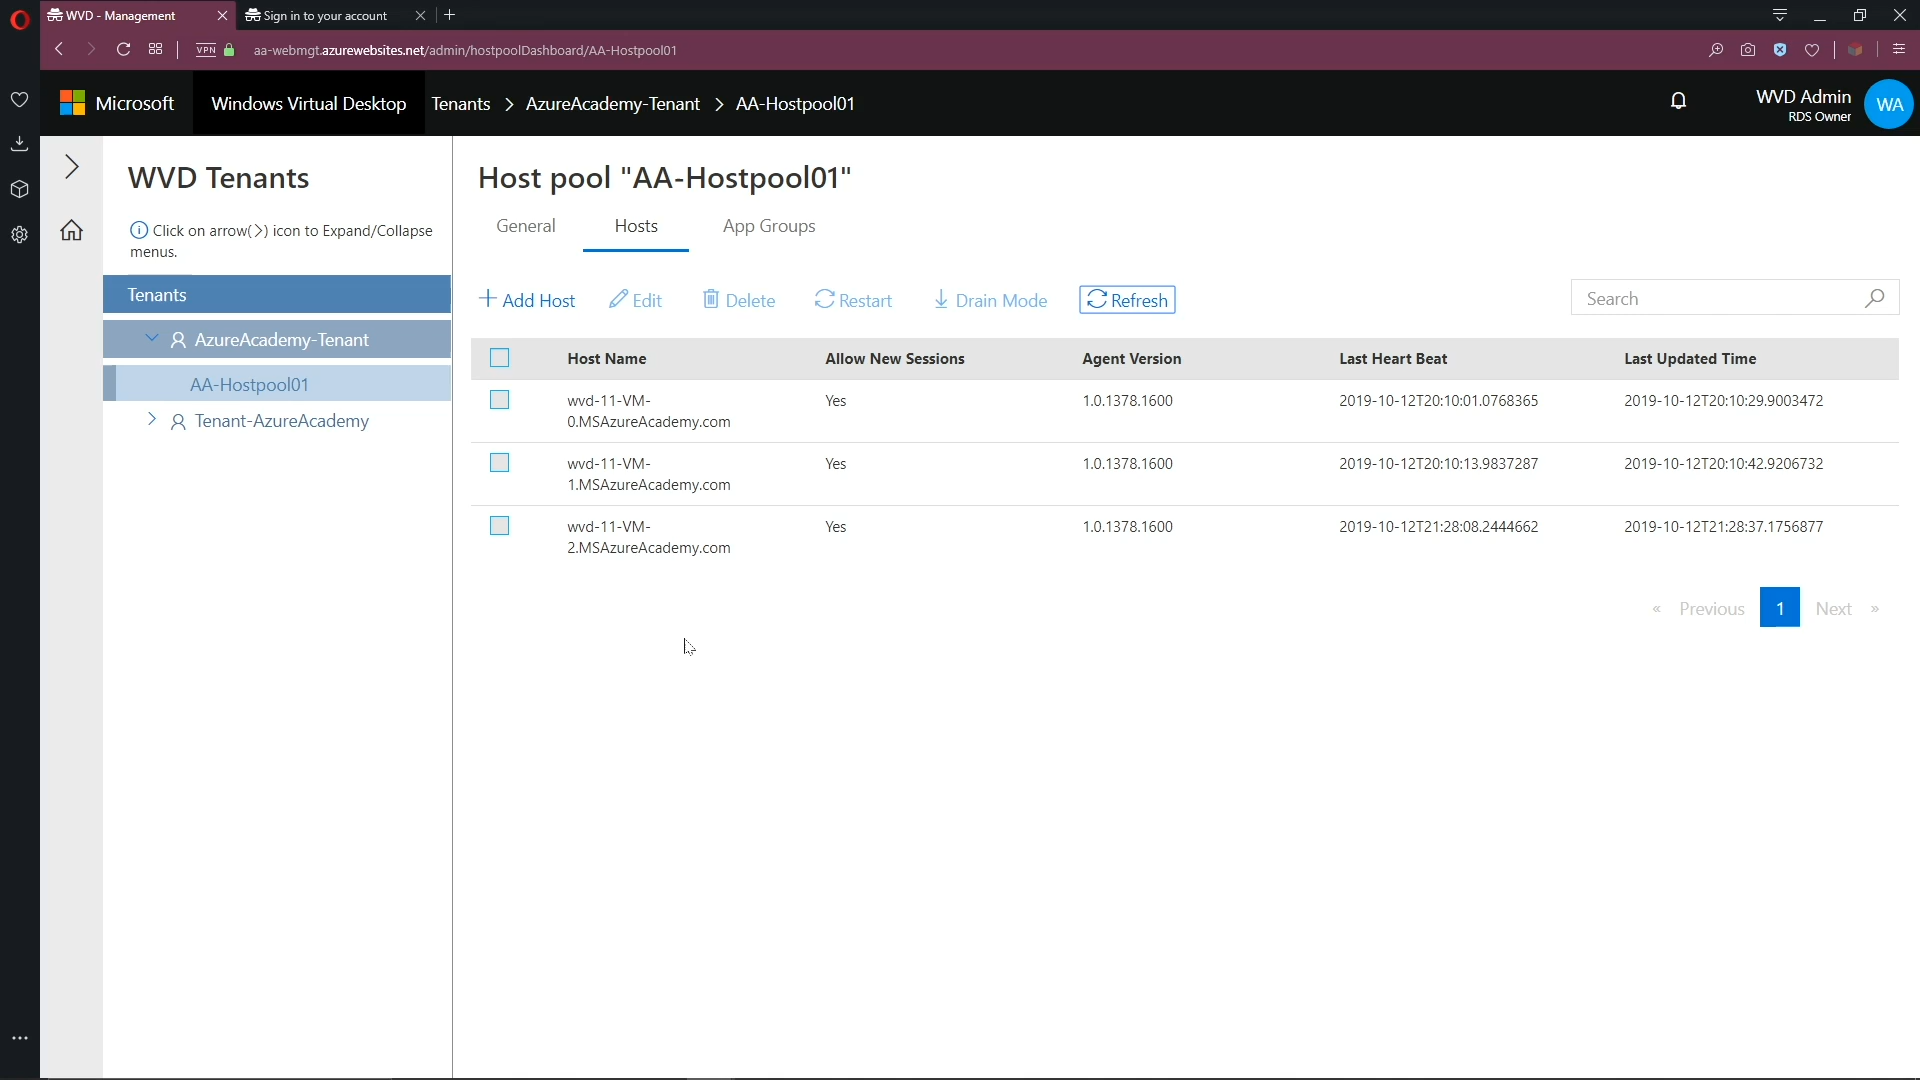 WVD - Management
Sign in to your account
VPN
aa-webmgt.azurewebsites.net/admin/hostpoolDashboard/AA-Hostpool01
Microsoft
Windows Virtual Desktop
Tenants > AzureAcademy-Tenant > AA-Hostpool01
WVD Admin
RDS Owner
WA
WVD Tenants
Click on arrow(>) icon to Expand/Collapse
menus.
Tenants
AzureAcademy-Tenant
AA-Hostpool01
Tenant-AzureAcademy
Host pool "AA-Hostpool01"
General Hosts App Groups
+ Add Host Edit Delete Restart Drain Mode Refresh
Search
Host Name Allow New Sessions Agent Version Last Heart Beat Last Updated Time
wvd-11-VM- Yes 1.0.1378.1600 2019-10-12T20:10:01.0768365 2019-10-12T20:10:29.9003472
0.MSAzureAcademy.com
wvd-11-VM- Yes 1.0.1378.1600 2019-10-12T20:10:13.9837287 2019-10-12T20:10:42.9206732
1.MSAzureAcademy.com
wvd-11-VM- Yes 1.0.1378.1600 2019-10-12T21:28:08.2444662 2019-10-12T21:28:37.1756877
2.MSAzureAcademy.com
« Previous 1 Next »